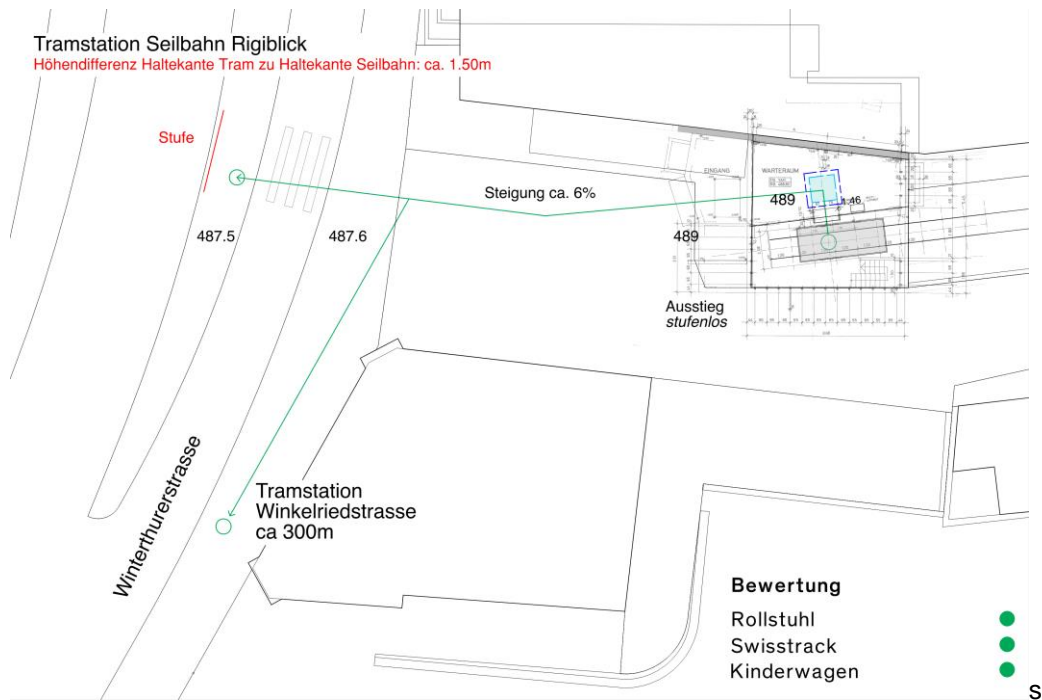 Tramstation Seilbahn Rigiblick
Höhendifferenz Haltekante Tram zu Haltekante Seilbahn: ca. 1.50m
Stufe
EINGANG
WARTERAUM
Steigung ca. 6%
489
1:46
487.5
487.6
489
Ausstieg
stufenlos
Winterthurerstrasse
Tramstation
Winkelriedstrasse
ca 300m
Bewertung
Rollstuhl
Swisstrack
Kinderwagen
s